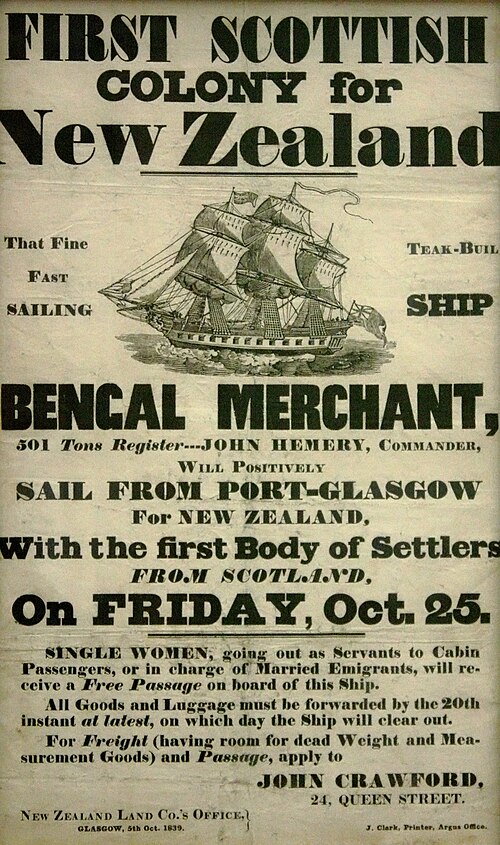 FIRST SCOTTISH
COLONY for
New Zealand
That Fine
Fast
SAILING
Teak-Buil
SHIP
BENGAL MERCHANT,
501 Tons Register---JOHN HEMERY, Commander,
Will Positively
SAIL FROM PORT-GLASGOW
For NEW ZEALAND,
With the first Body of Settlers
FROM SCOTLAND,
On FRIDAY, Oct. 25.
SINGLE WOMEN, going out as Servants to Cabin
Passengers, or in charge of Married Emigrants, will re-
ceive a Free Passage on board of this Ship.
All Goods and Luggage must be forwarded by the 20th
instant at latest, on which day the Ship will clear out.
For Freight (having room for dead Weight and Mea-
surement Goods) and Passage, apply to
JOHN CRAWFORD,
24, QUEEN STREET.
New Zealand Land Co.'s Office,}
GLASGOW, 5th Oct. 1839.
J. Clark, Printer, Argus Office.